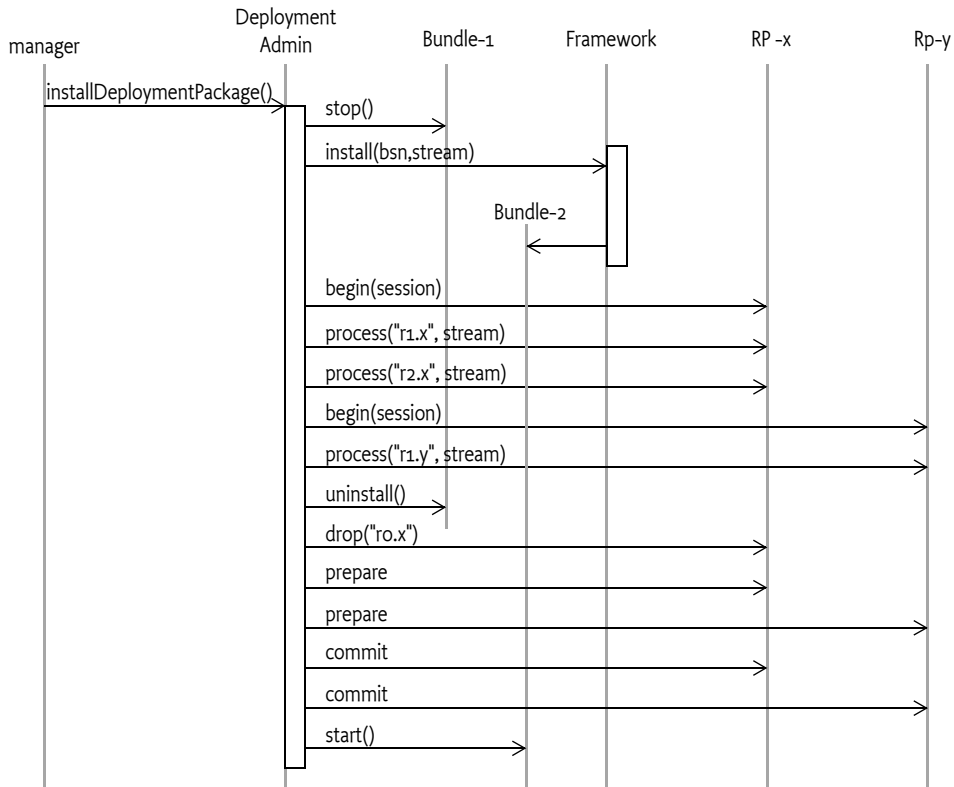 Deployment
manager Admin Bundle-1 Framework RP -x Rp-y
installDeploymentPackage()
stop()
install(bsn,stream)
Bundle-2
begin(session)
process("r1.x", stream)
process("r2.x", stream)
begin(session)
process("r1.y", stream)
uninstall()
drop("r0.x")
prepare
prepare
commit
commit
start()